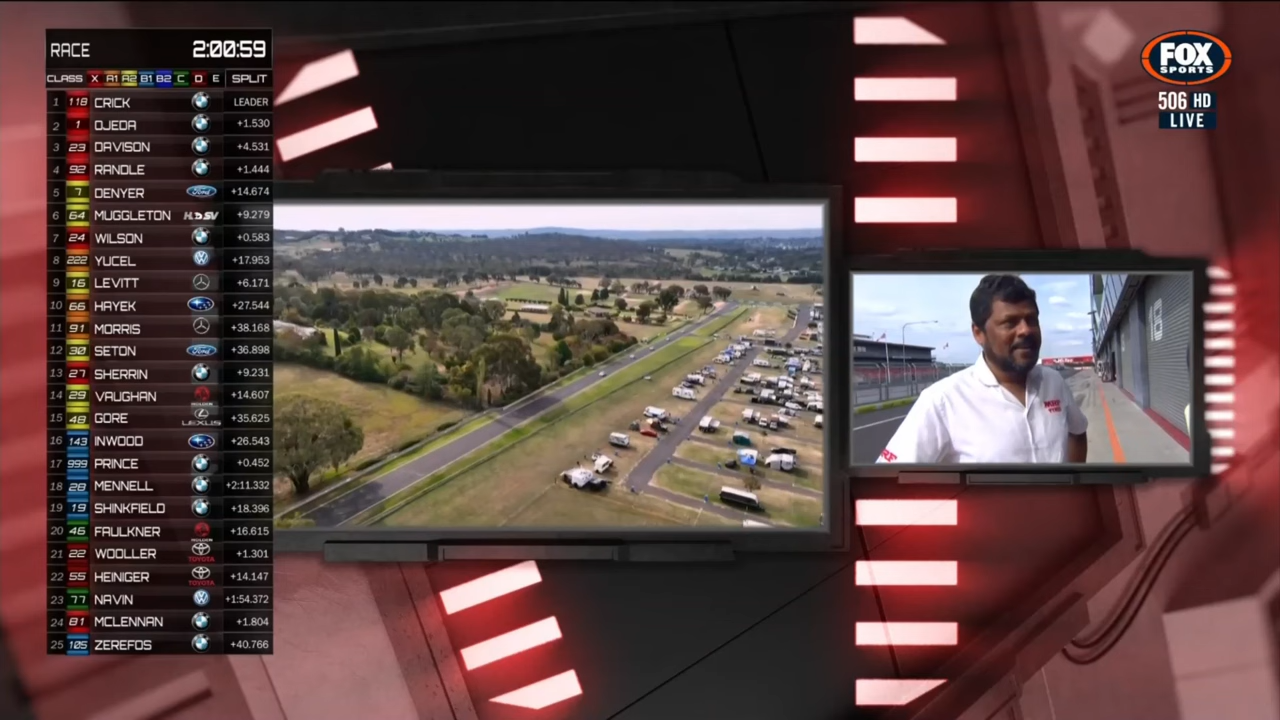 RACE 2:00:59
CLASS X A1 A2 B1 B2 C D E SPLIT
1 118 CRICK LEADER
2 1 OJEDA +1.530
3 23 DAVISON +4.531
4 92 RANDLE +1.444
5 7 DENYER Ford +14.674
6 64 MUGGLETON HSV +9.279
7 24 WILSON +0.583
8 222 YUCEL +17.953
9 16 LEVITT +6.171
10 66 HAYEK +27.544
11 91 MORRIS +38.168
12 30 SETON Ford +36.898
13 27 SHERRIN +9.231
14 29 VAUGHAN HOLDEN +14.607
15 48 GORE LEXUS +35.625
16 143 INWOOD +26.543
17 999 PRINCE +0.452
18 28 MENNELL +2:11.332
19 19 SHINKFIELD +18.396
20 46 FAULKNER HOLDEN +16.615
21 22 WOOLLER TOYOTA +1.301
22 55 HEINIGER TOYOTA +14.147
23 77 NAVIN +1:54.372
24 81 MCLENNAN +1.804
25 105 ZEREFOS +40.766
FOX
SPORTS
506 HD
LIVE